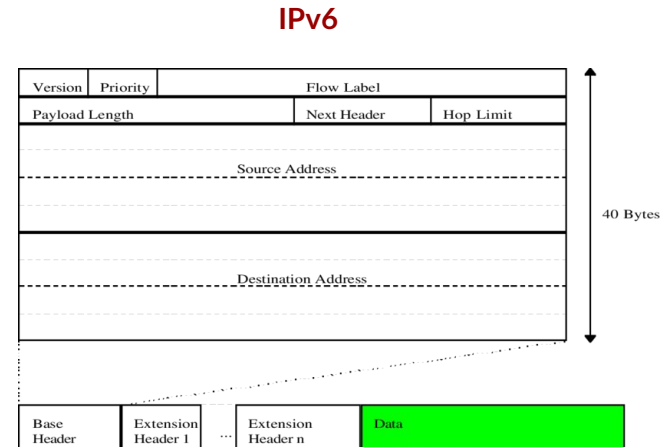 IPv6
Version Priority Flow Label
Payload Length Next Header Hop Limit
Source Address
40 Bytes
Destination Address
Base Extension Extension Data
Header Header 1 ... Header n